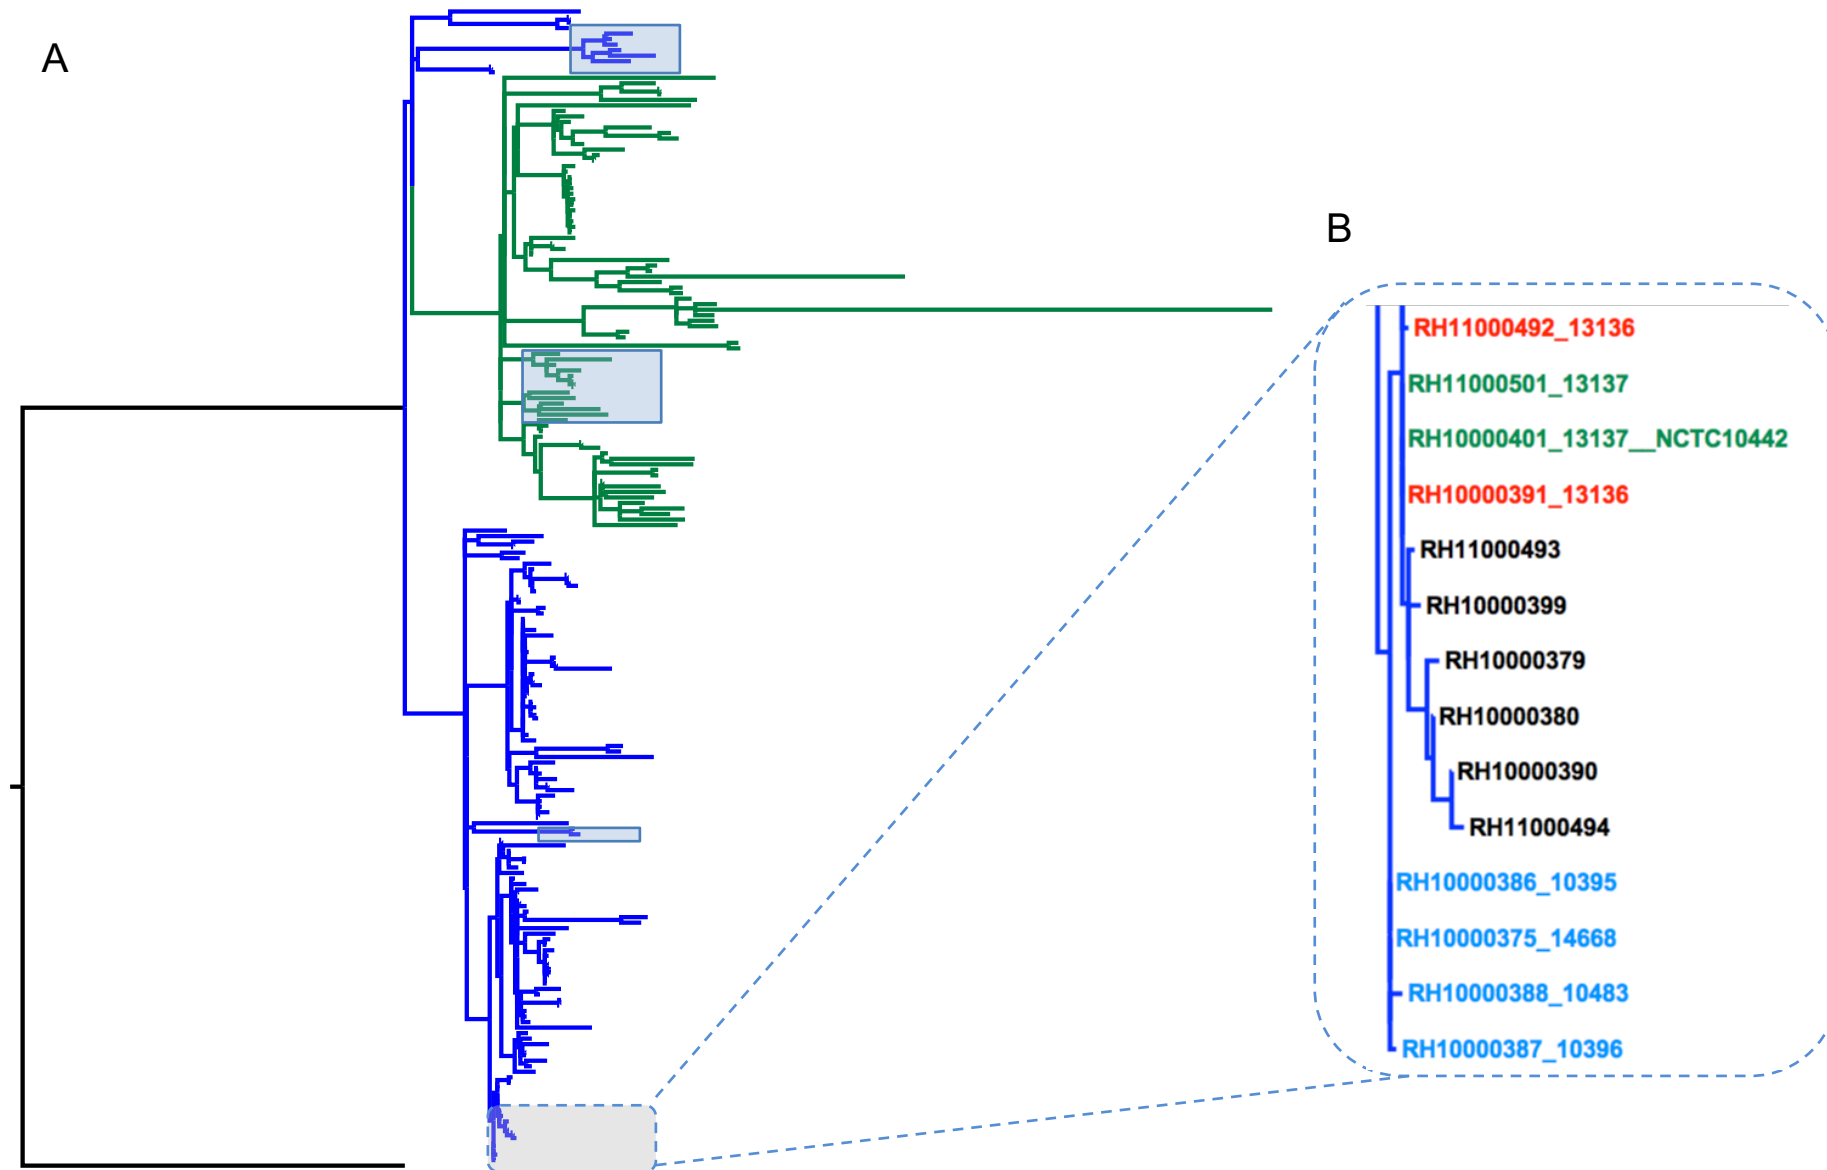 A
B
RH11000492_13136
RH11000501_13137
RH10000401_13137__NCTC10442
RH10000391_13136
RH11000493
RH10000399
RH10000379
RH10000380
RH10000390
RH11000494
RH10000386_10395
RH10000375_14668
RH10000388_10483
RH10000387_10396